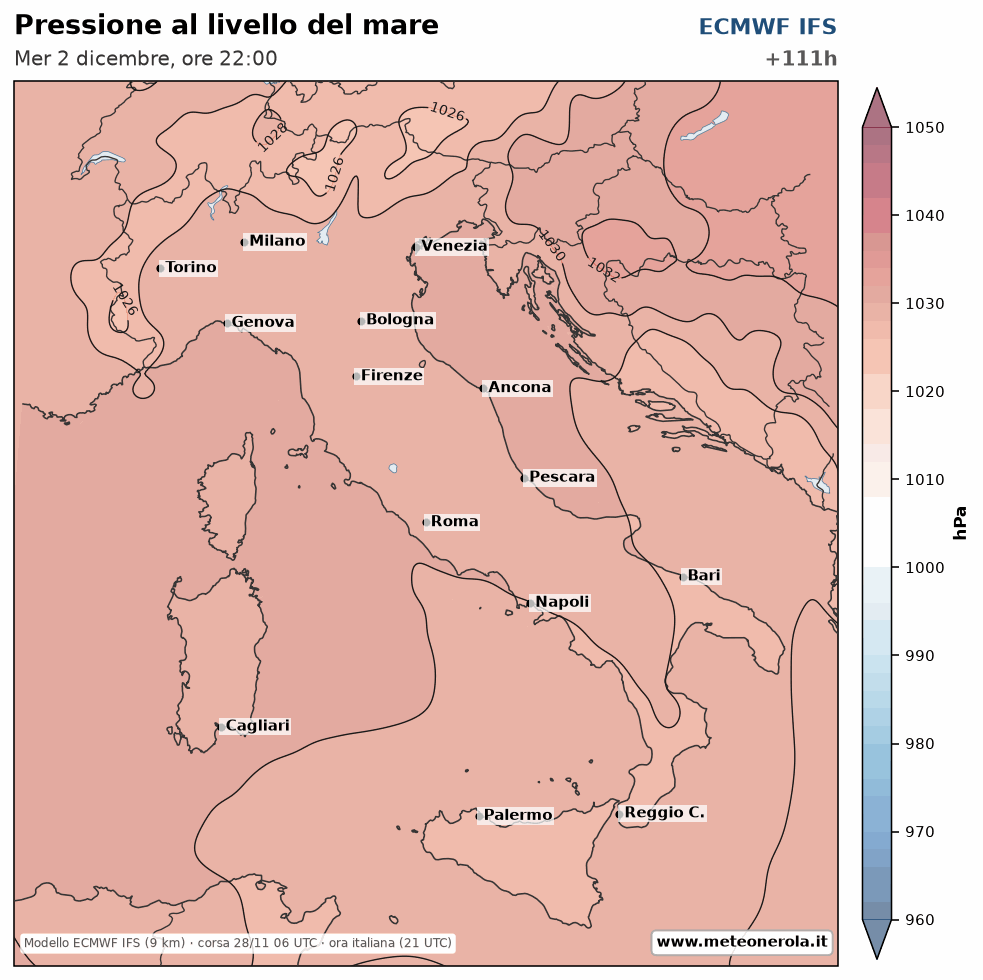 Pressione al livello del mare
ECMWF IFS
Mer 2 dicembre, ore 22:00
+111h
1026
1028
1026
1030
1032
1026
Milano
Venezia
Torino
Genova
Bologna
Firenze
Ancona
Pescara
Roma
Bari
Napoli
Cagliari
Palermo
Reggio C.
1050
1040
1030
1020
1010
1000
990
980
970
960
hPa
Modello ECMWF IFS (9 km) · corsa 28/11 06 UTC · ora italiana (21 UTC)
www.meteonerola.it